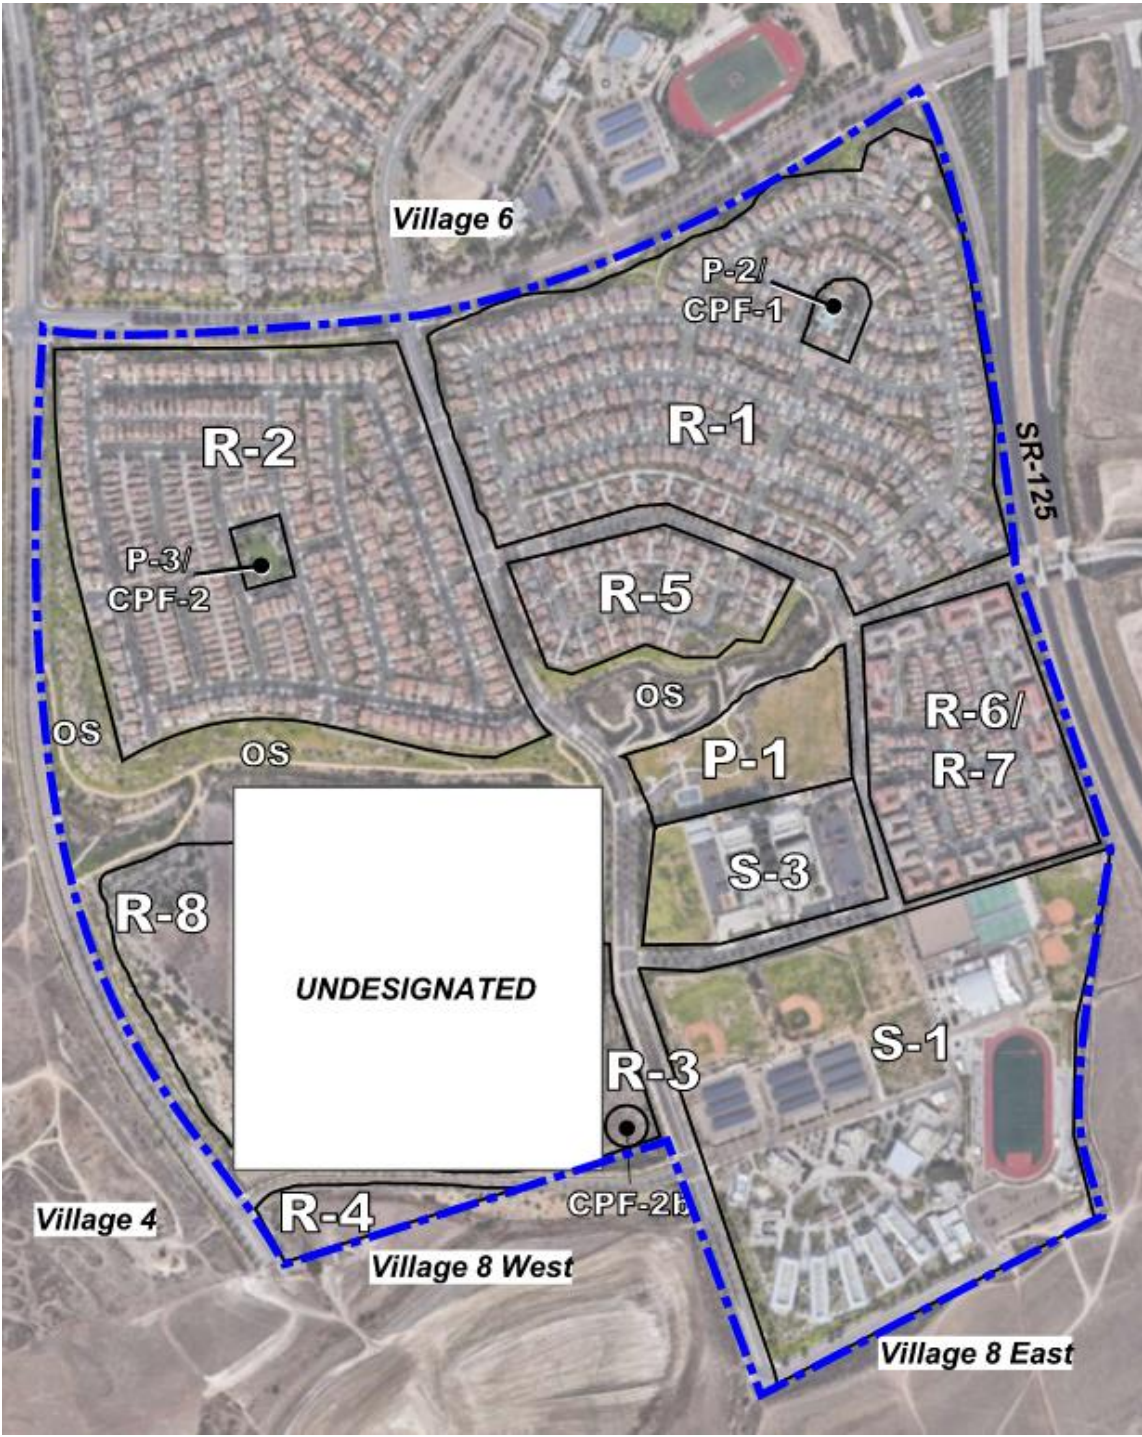 Village 6
P-2/
CPF-1
R-1
SR-125
R-2
P-3/
CPF-2
R-5
OS
OS
OS
P-1
R-6/
R-7
S-3
R-8
UNDESIGNATED
S-1
R-3
CPF-2b
R-4
Village 4
Village 8 West
Village 8 East